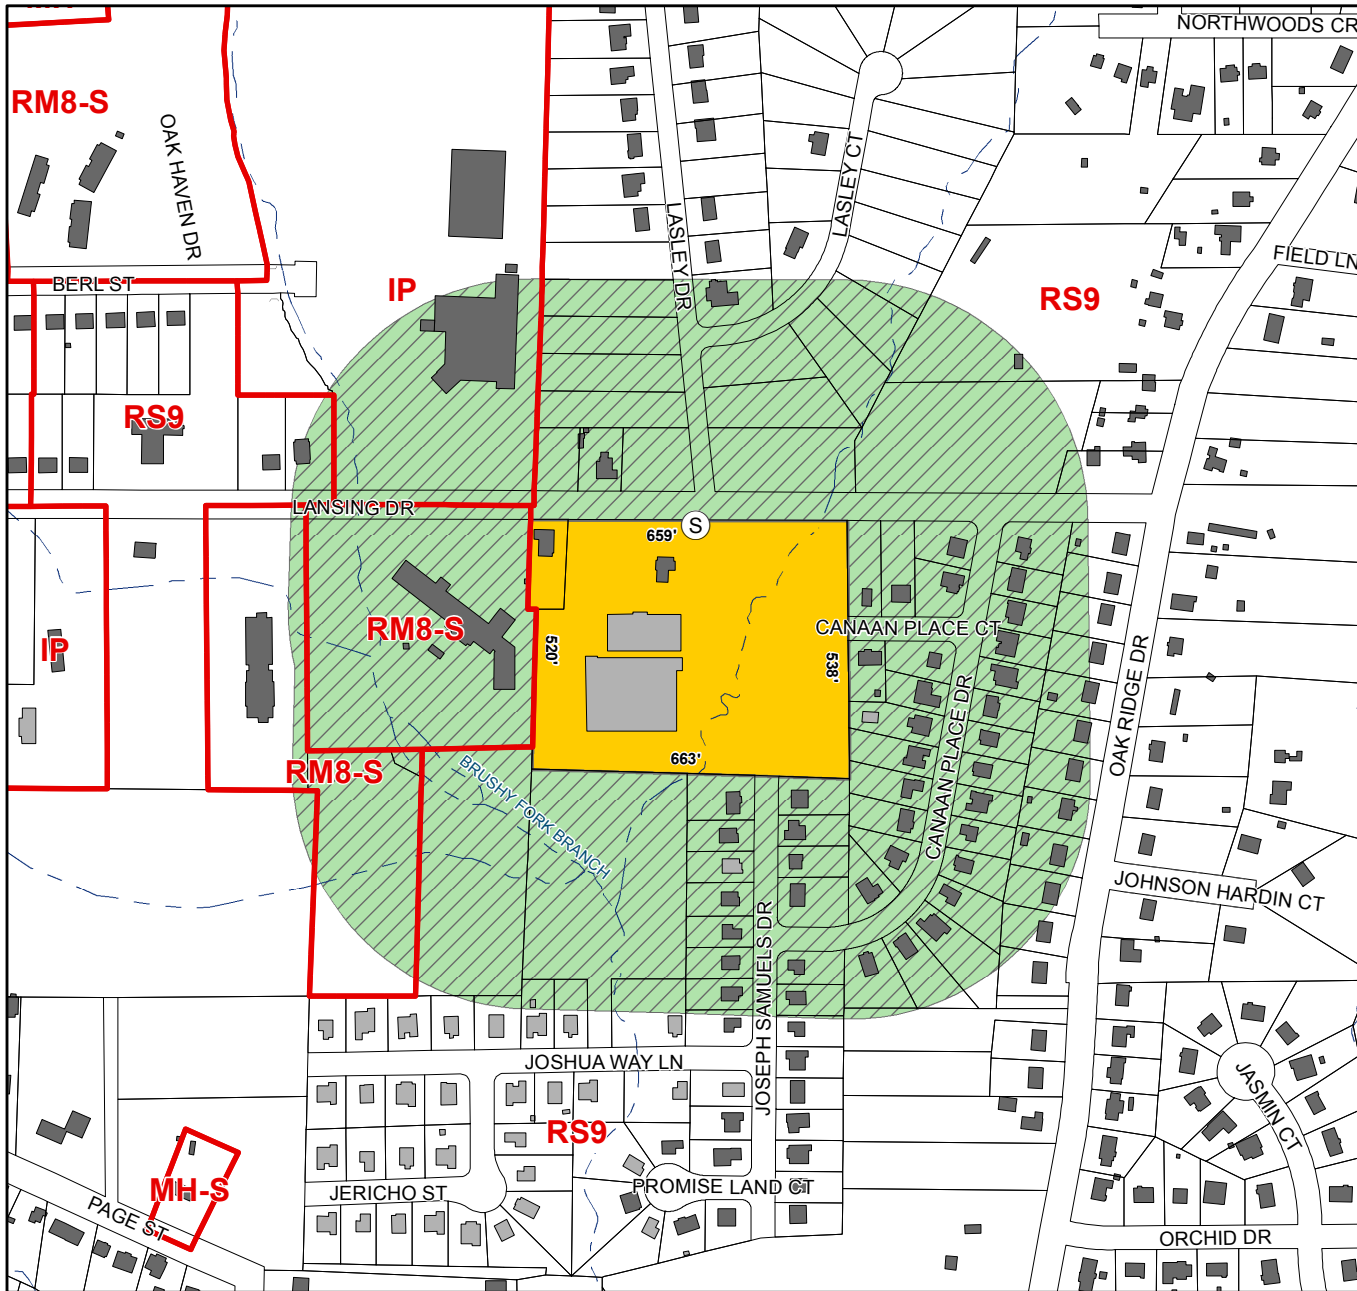 NORTHWOODS CR
RM8-S
OAK HAVEN DR
LASLEY CT
LASLEY DR
FIELD LN
BERL ST
IP
RS9
RS9
LANSING DR
S
659'
RM8-S
CANAAN PLACE CT
IP
520'
538'
OAK RIDGE DR
CANAAN PLACE DR
663'
RM8-S
BRUSHY FORK BRANCH
JOHNSON HARDIN CT
JOSEPH SAMUELS DR
JOSHUA WAY LN
JASMIN CT
RS9
MH-S
JERICHO ST
PROMISE LAND CT
PAGE ST
ORCHID DR